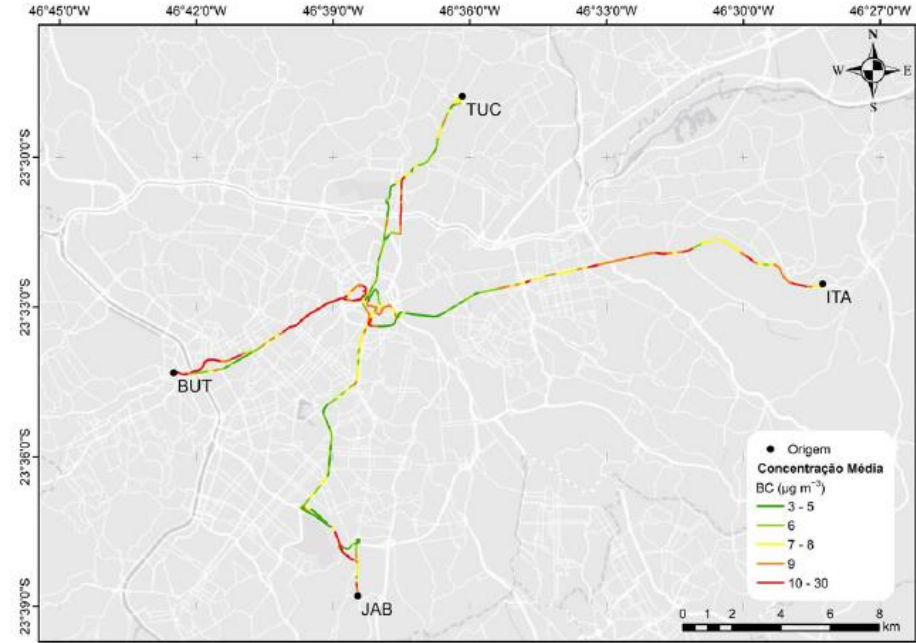 46°45'0"W 46°42'0"W 46°39'0"W 46°36'0"W 46°33'0"W 46°30'0"W 46°27'0"W
N
W E
S
TUC
23°30'0"S
ITA
23°33'0"S
BUT
23°36'0"S
Origem
Concentração Média
BC (µg m⁻³)
3 - 5
6
7 - 8
9
10 - 30
JAB
23°39'0"S
0 1 2 4 6 8
km